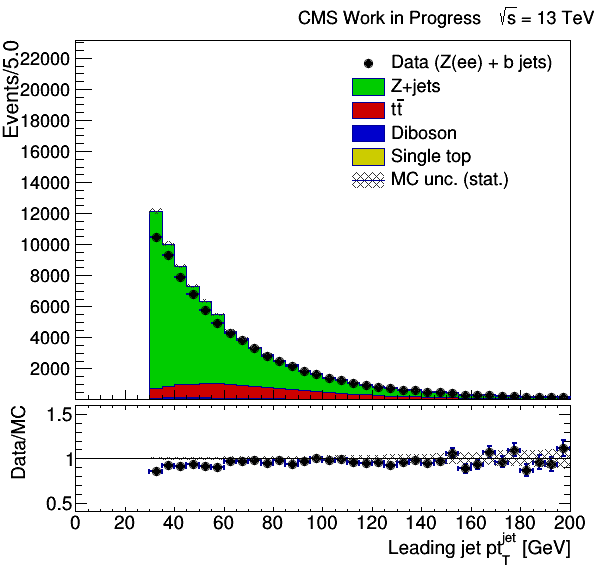 CMS Work in Progress √s = 13 TeV
Events/5.0
22000
20000
18000
16000
14000
12000
10000
8000
6000
4000
2000
Data (Z(ee) + b jets)
Z+jets
tt̄
Diboson
Single top
MC unc. (stat.)
Data/MC
1.5
1
0.5
0 20 40 60 80 100 120 140 160 180 200
Leading jet pt_T^jet [GeV]